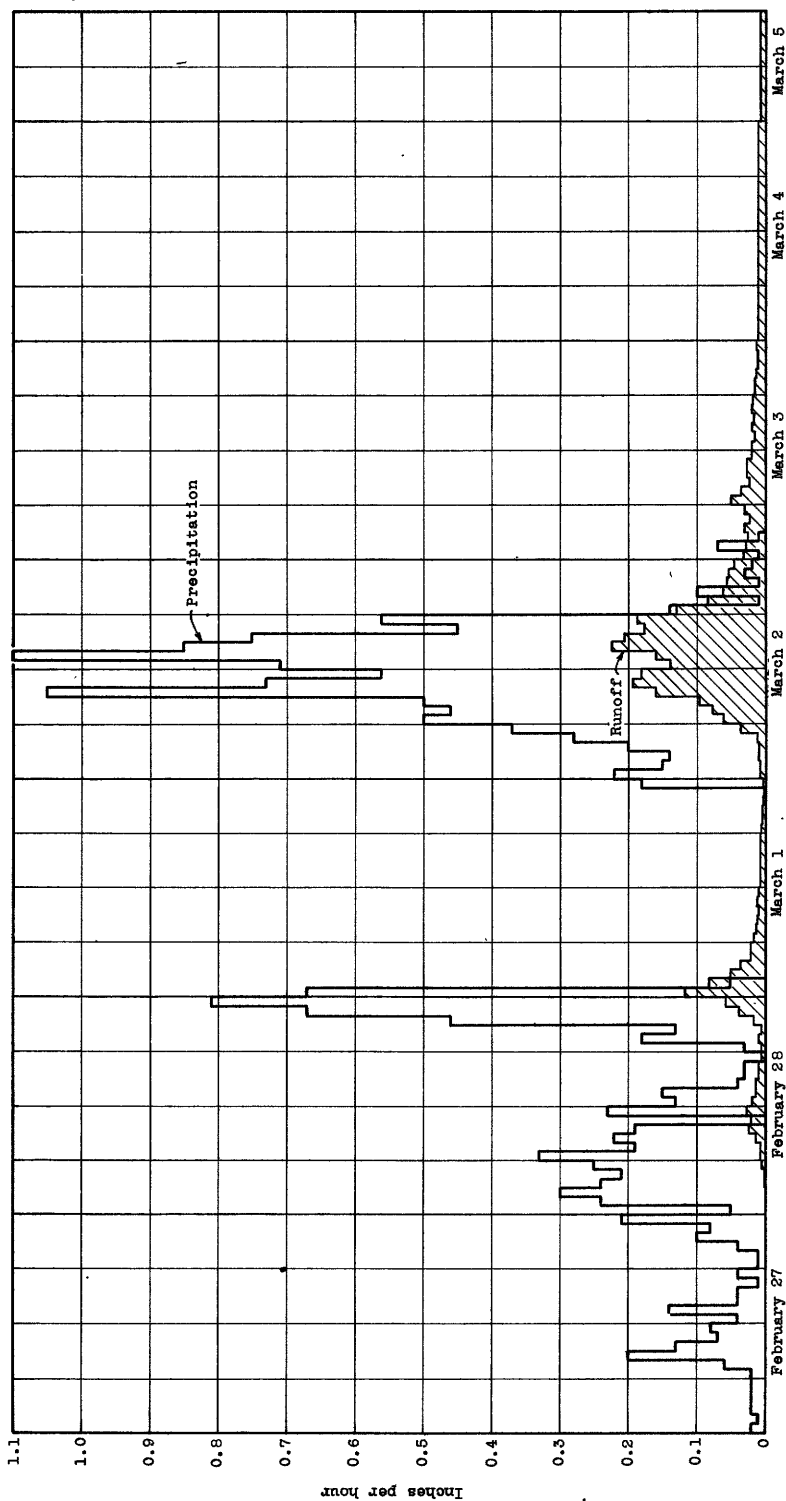 Inches per hour
1.1
1.0
0.9
0.8
0.7
0.6
0.5
0.4
0.3
0.2
0.1
0
Precipitation
Runoff
February 27
February 28
March 1
March 2
March 3
March 4
March 5